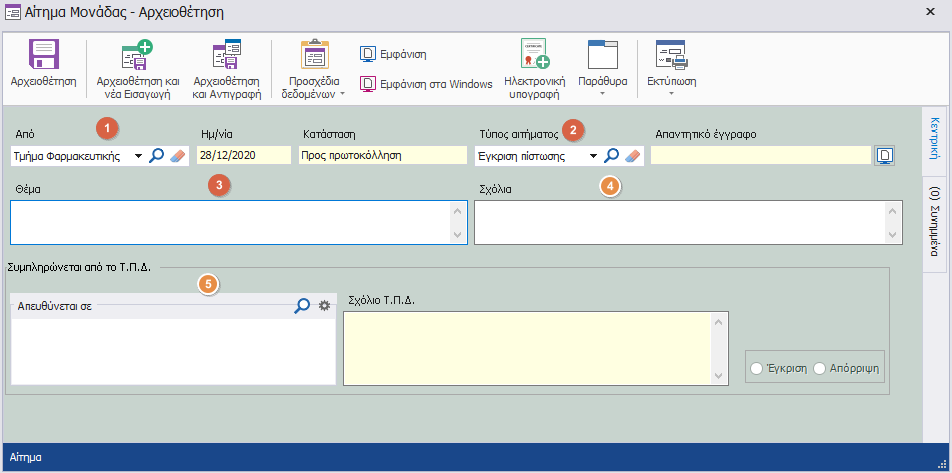 Αίτημα Μονάδας - Αρχειοθέτηση
Αρχειοθέτηση
Αρχειοθέτηση και
νέα Εισαγωγή
Αρχειοθέτηση
και Αντιγραφή
Προσχέδια
δεδομένων
Εμφάνιση
Εμφάνιση στα Windows
Ηλεκτρονική
υπογραφή
Παράθυρα
Εκτύπωση
Από
1
Ημ/νία
Κατάσταση
Τύπος αιτήματος
2
Απαντητικό έγγραφο
Τμήμα Φαρμακευτικής
28/12/2020
Προς πρωτοκόλληση
Έγκριση πίστωσης
Θέμα
3
Σχόλια
4
Συμπληρώνεται από το Τ.Π.Δ.
5
Απευθύνεται σε
Σχόλιο Τ.Π.Δ.
Έγκριση
Απόρριψη
Κεντρική
(0) Συνημμένα
Αίτημα